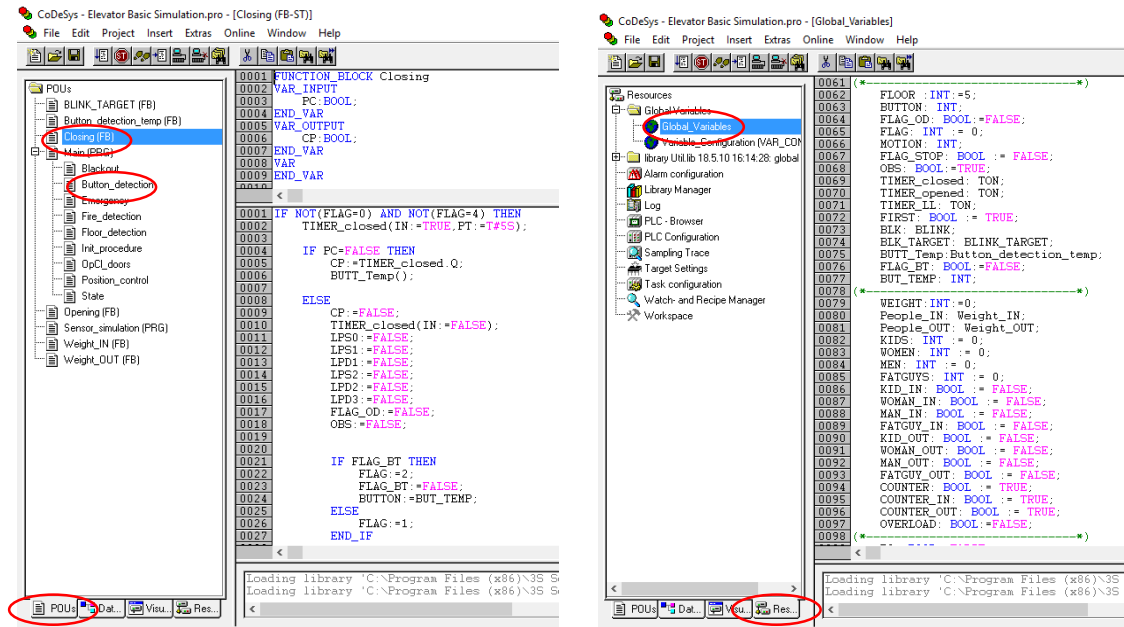 CoDeSys - Elevator Basic Simulation.pro - [Closing (FB-ST)]
File Edit Project Insert Extras Online Window Help
POUs
BLINK_TARGET (FB)
Button_detection_temp (FB)
Closing (FB)
Main (PRG)
Blackout
Button_detection
Emergency
Fire_detection
Floor_detection
Init_procedure
OpCl_doors
Position_control
State
Opening (FB)
Sensor_simulation (PRG)
Weight_IN (FB)
Weight_OUT (FB)
POUs Dat... Visu... Res...
0001 FUNCTION_BLOCK Closing
0002 VAR_INPUT
0003 PC:BOOL;
0004 END_VAR
0005 VAR_OUTPUT
0006 CP:BOOL;
0007 END_VAR
0008 VAR
0009 END_VAR
0010
0001 IF NOT(FLAG=0) AND NOT(FLAG=4) THEN
0002 TIMER_closed(IN:=TRUE,PT:=T#5S);
0003
0004 IF PC=FALSE THEN
0005 CP:=TIMER_closed.Q;
0006 BUTT_Temp();
0007
0008 ELSE
0009 CP:=FALSE;
0010 TIMER_closed(IN:=FALSE);
0011 LPS0:=FALSE;
0012 LPS1:=FALSE;
0013 LPD1:=FALSE;
0014 LPS2:=FALSE;
0015 LPD2:=FALSE;
0016 LPD3:=FALSE;
0017 FLAG_OD:=FALSE;
0018 OBS:=FALSE;
0019
0020
0021 IF FLAG_BT THEN
0022 FLAG:=2;
0023 FLAG_BT:=FALSE;
0024 BUTTON:=BUT_TEMP;
0025 ELSE
0026 FLAG:=1;
0027 END_IF
Loading library 'C:\Program Files (x86)\3S So
Loading library 'C:\Program Files (x86)\3S So
CoDeSys - Elevator Basic Simulation.pro - [Global_Variables]
File Edit Project Insert Extras Online Window Help
Resources
Global Variables
Global_Variables
Variable_Configuration (VAR_CON
library Util.lib 18.5.10 16:14:28: global
Alarm configuration
Library Manager
Log
PLC - Browser
PLC Configuration
Sampling Trace
Target Settings
Task configuration
Watch- and Recipe Manager
Workspace
POUs Dat... Visu... Res...
0061 (*----------------------------*)
0062 FLOOR :INT:=5;
0063 BUTTON: INT;
0064 FLAG_OD: BOOL:=FALSE;
0065 FLAG: INT := 0;
0066 MOTION: INT;
0067 FLAG_STOP: BOOL := FALSE;
0068 OBS: BOOL:=TRUE;
0069 TIMER_closed: TON;
0070 TIMER_opened: TON;
0071 TIMER_LL: TON;
0072 FIRST: BOOL := TRUE;
0073 BLK: BLINK;
0074 BLK_TARGET: BLINK_TARGET;
0075 BUTT_Temp:Button_detection_temp;
0076 FLAG_BT: BOOL:=FALSE;
0077 BUT_TEMP: INT;
0078 (*----------------------------*)
0079 WEIGHT:INT:=0;
0080 People_IN: Weight_IN;
0081 People_OUT: Weight_OUT;
0082 KIDS: INT := 0;
0083 WOMEN: INT := 0;
0084 MEN: INT := 0;
0085 FATGUYS: INT := 0;
0086 KID_IN: BOOL := FALSE;
0087 WOMAN_IN: BOOL := FALSE;
0088 MAN_IN: BOOL := FALSE;
0089 FATGUY_IN: BOOL := FALSE;
0090 KID_OUT: BOOL := FALSE;
0091 WOMAN_OUT: BOOL := FALSE;
0092 MAN_OUT: BOOL := FALSE;
0093 FATGUY_OUT: BOOL := FALSE;
0094 COUNTER: BOOL := TRUE;
0095 COUNTER_IN: BOOL := TRUE;
0096 COUNTER_OUT: BOOL := TRUE;
0097 OVERLOAD: BOOL:=FALSE;
0098 (*----------------------------*)
Loading library 'C:\Program Files (x86)\3S
Loading library 'C:\Program Files (x86)\3S